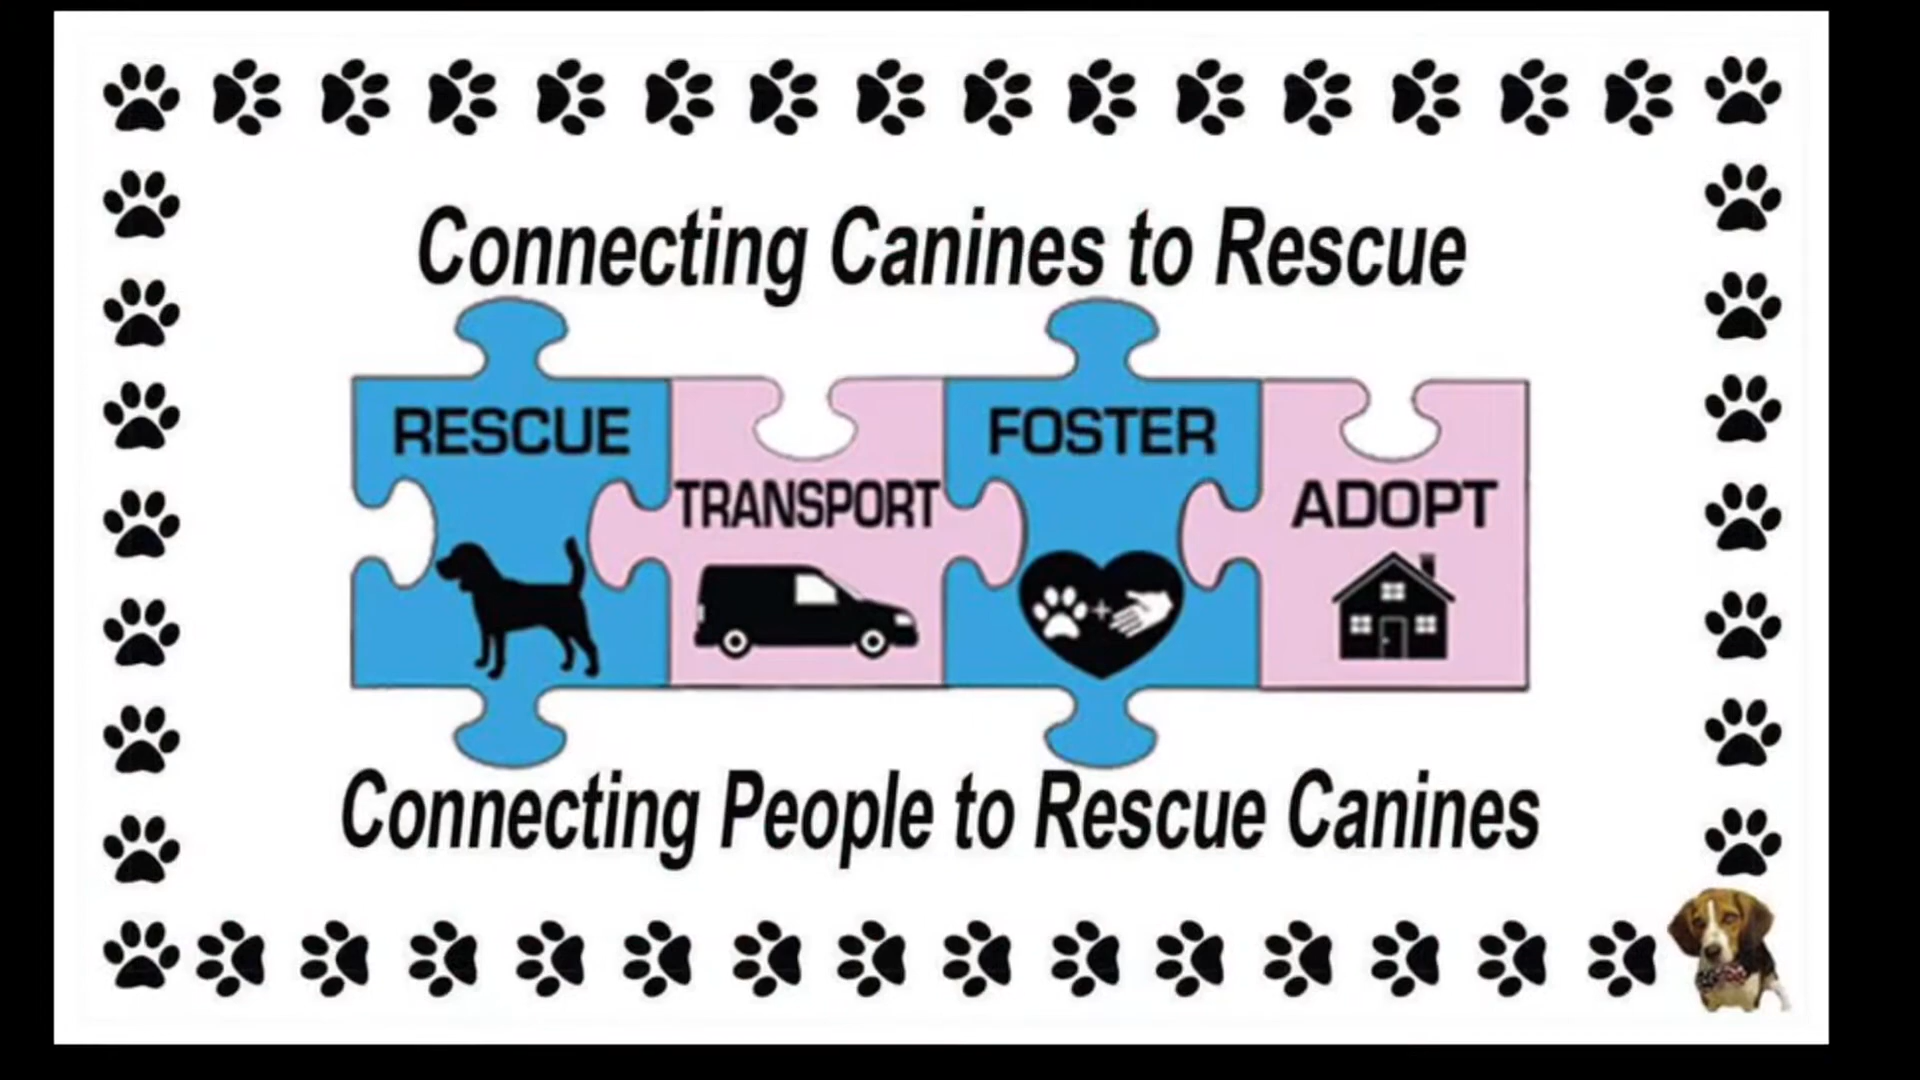 Connecting Canines to Rescue
RESCUE
TRANSPORT
FOSTER
ADOPT
Connecting People to Rescue Canines